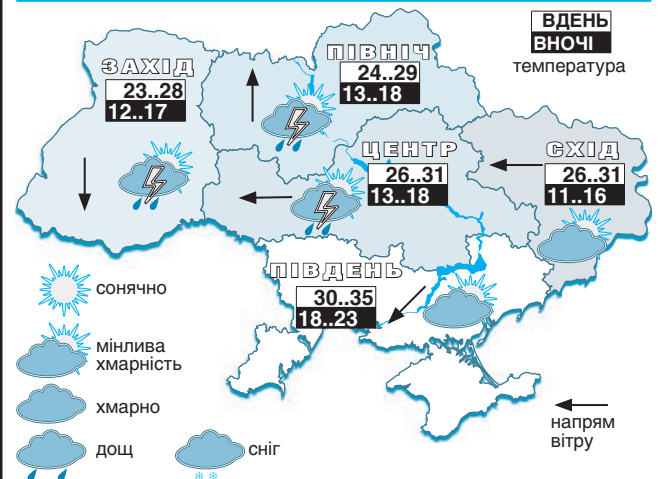 ВДЕНЬ
ВНОЧІ
температура
ПІВНІЧ
24..29
13..18
ЗАХІД
23..28
12..17
ЦЕНТР
26..31
13..18
СХІД
26..31
11..16
ПІВДЕНЬ
30..35
18..23
сонячно
мінлива
хмарність
хмарно
дощ
сніг
напрям
вітру